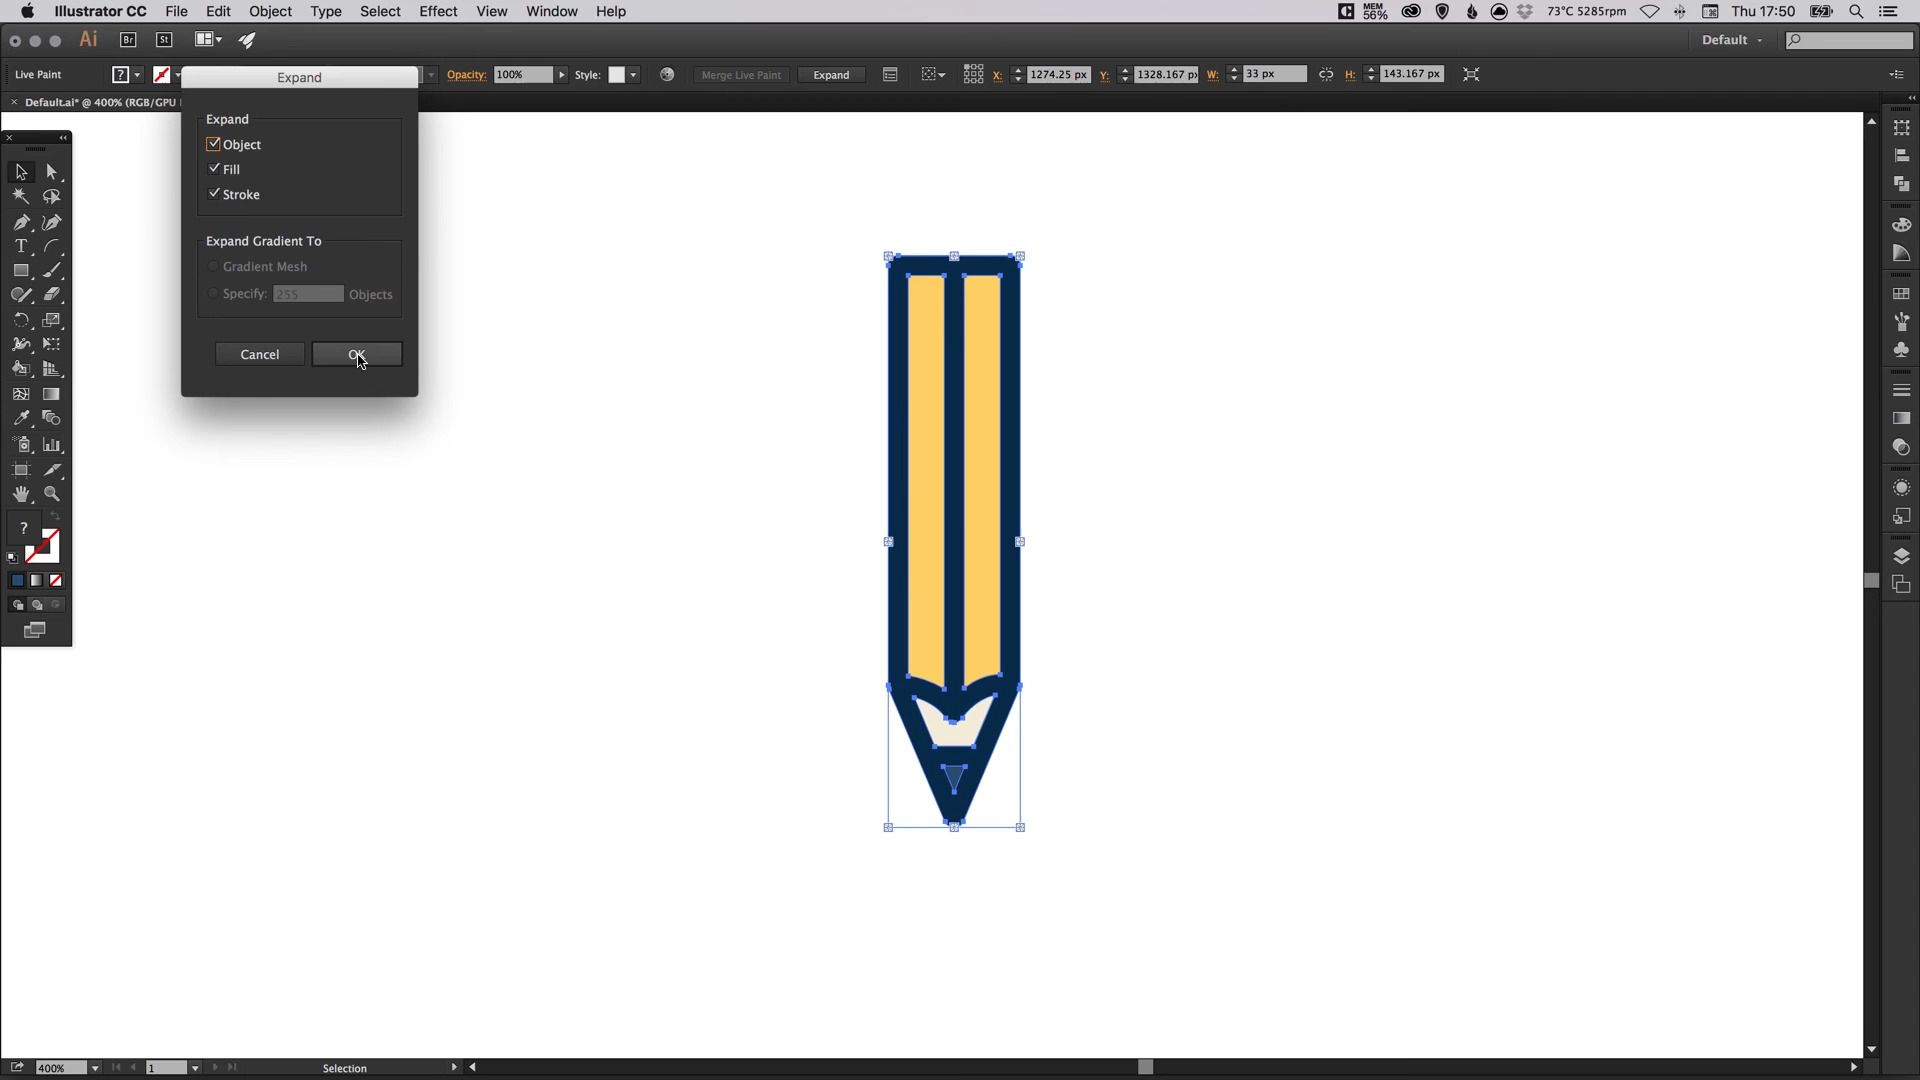 Illustrator CC File Edit Object Type Select Effect View Window Help MEM 56% 73°C 5285rpm Thu 17:50
Ai Br St Default
Live Paint ? Opacity: 100% Style: Merge Live Paint Expand X: 1274.25 px Y: 1328.167 px W: 33 px H: 143.167 px
Expand
× Default.ai* @ 400% (RGB/GPU
Expand
Object
Fill
Stroke
Expand Gradient To
Gradient Mesh
Specify: 255 Objects
Cancel OK
T
?
400% 1 Selection